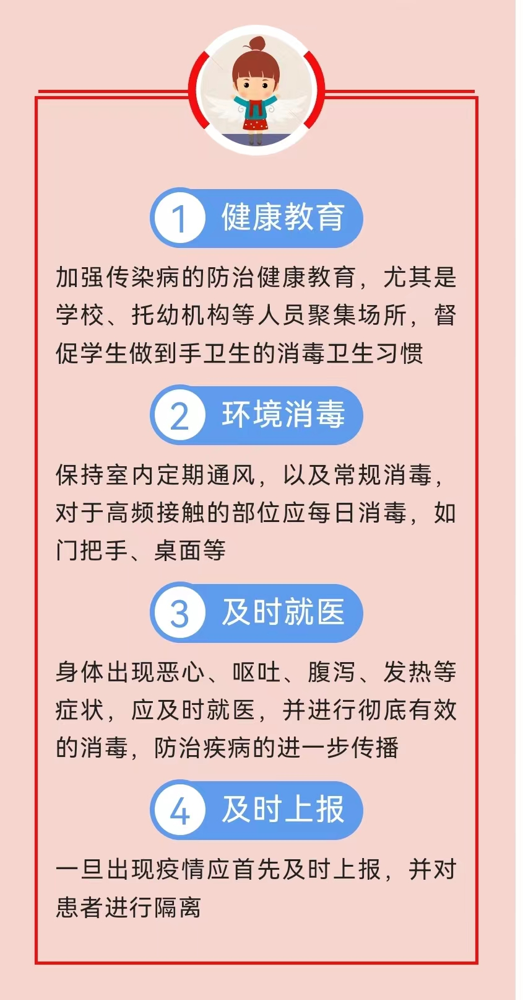 1 健康教育
加强传染病的防治健康教育，尤其是
学校、托幼机构等人员聚集场所，督
促学生做到手卫生的消毒卫生习惯
2 环境消毒
保持室内定期通风，以及常规消毒，
对于高频接触的部位应每日消毒，如
门把手、桌面等
3 及时就医
身体出现恶心、呕吐、腹泻、发热等
症状，应及时就医，并进行彻底有效
的消毒，防治疾病的进一步传播
4 及时上报
一旦出现疫情应首先及时上报，并对
患者进行隔离